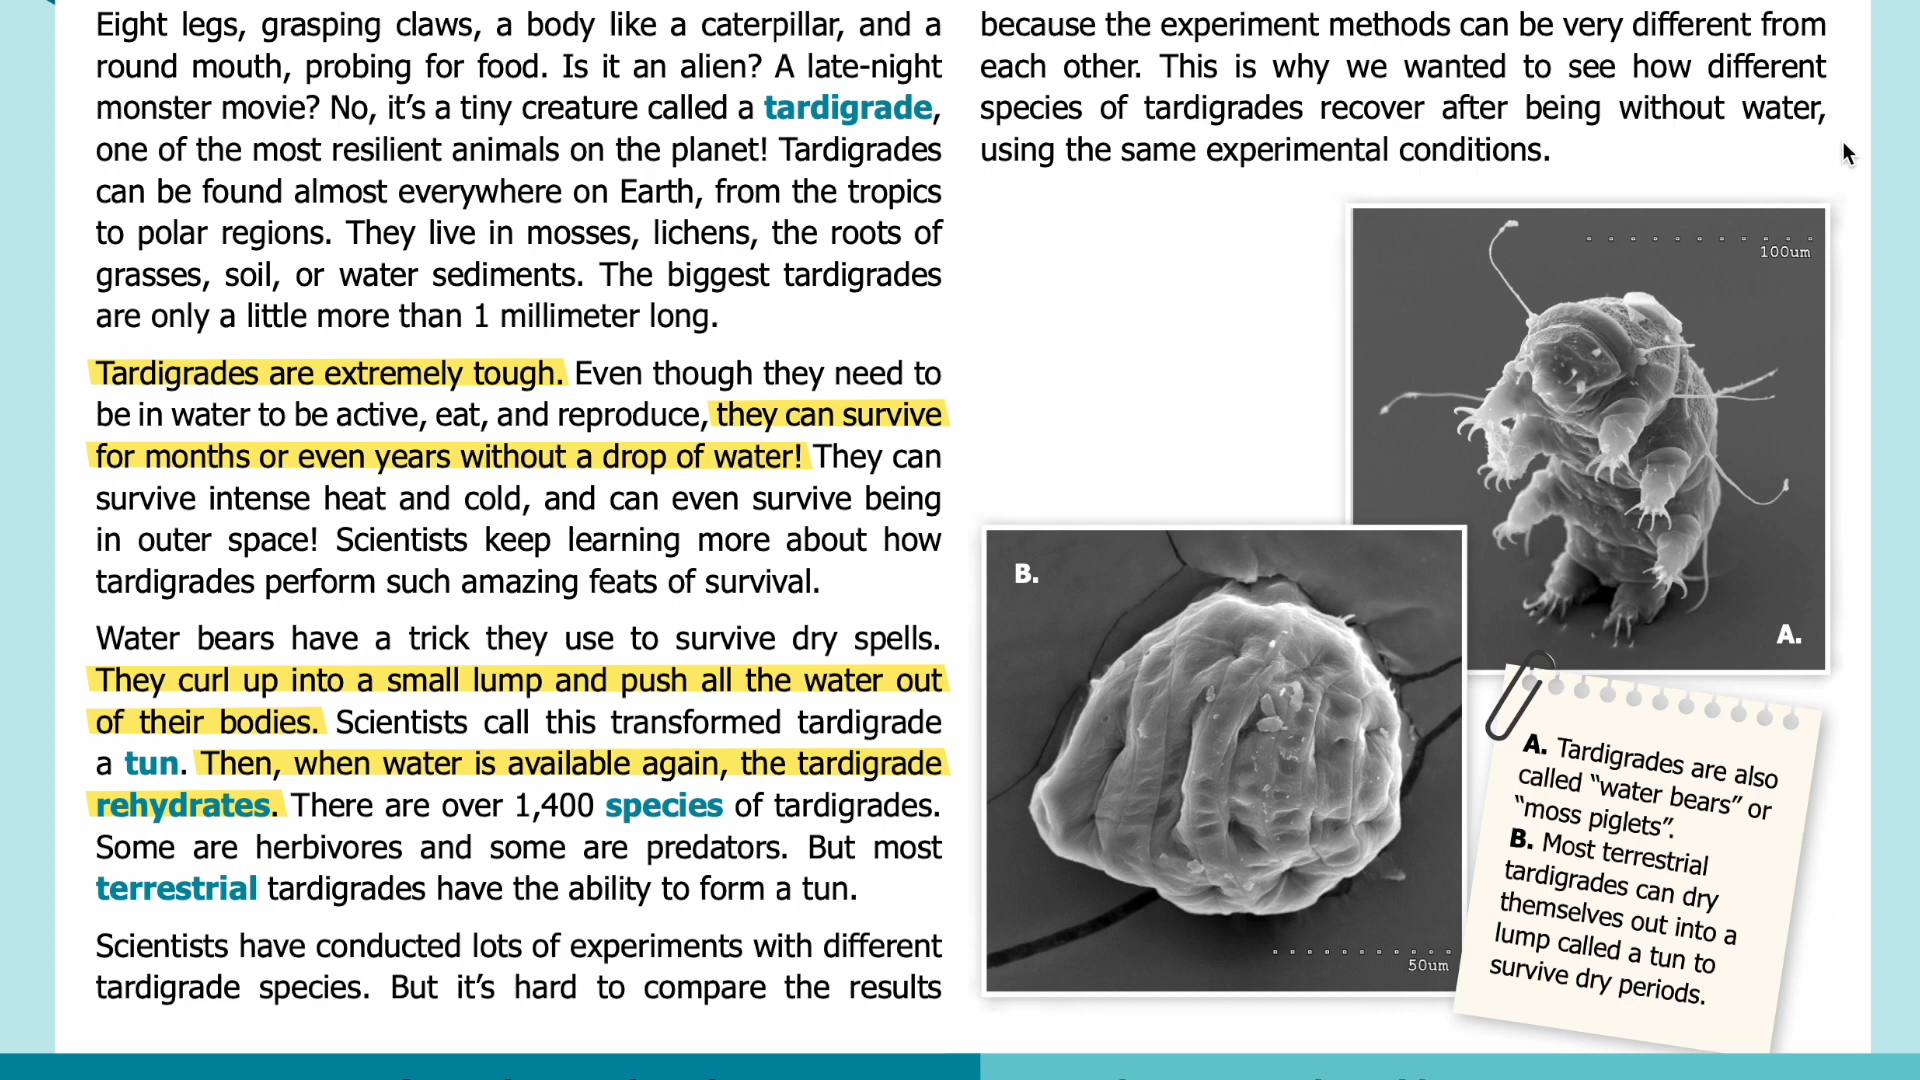 Eight legs, grasping claws, a body like a caterpillar, and a
round mouth, probing for food. Is it an alien? A late-night
monster movie? No, it’s a tiny creature called a tardigrade,
one of the most resilient animals on the planet! Tardigrades
can be found almost everywhere on Earth, from the tropics
to polar regions. They live in mosses, lichens, the roots of
grasses, soil, or water sediments. The biggest tardigrades
are only a little more than 1 millimeter long.
Tardigrades are extremely tough. Even though they need to
be in water to be active, eat, and reproduce, they can survive
for months or even years without a drop of water! They can
survive intense heat and cold, and can even survive being
in outer space! Scientists keep learning more about how
tardigrades perform such amazing feats of survival.
Water bears have a trick they use to survive dry spells.
They curl up into a small lump and push all the water out
of their bodies. Scientists call this transformed tardigrade
a tun. Then, when water is available again, the tardigrade
rehydrates. There are over 1,400 species of tardigrades.
Some are herbivores and some are predators. But most
terrestrial tardigrades have the ability to form a tun.
Scientists have conducted lots of experiments with different
tardigrade species. But it’s hard to compare the results
because the experiment methods can be very different from
each other. This is why we wanted to see how different
species of tardigrades recover after being without water,
using the same experimental conditions.
100um
A.
B.
50um
A. Tardigrades are also
called “water bears” or
“moss piglets”.
B. Most terrestrial
tardigrades can dry
themselves out into a
lump called a tun to
survive dry periods.